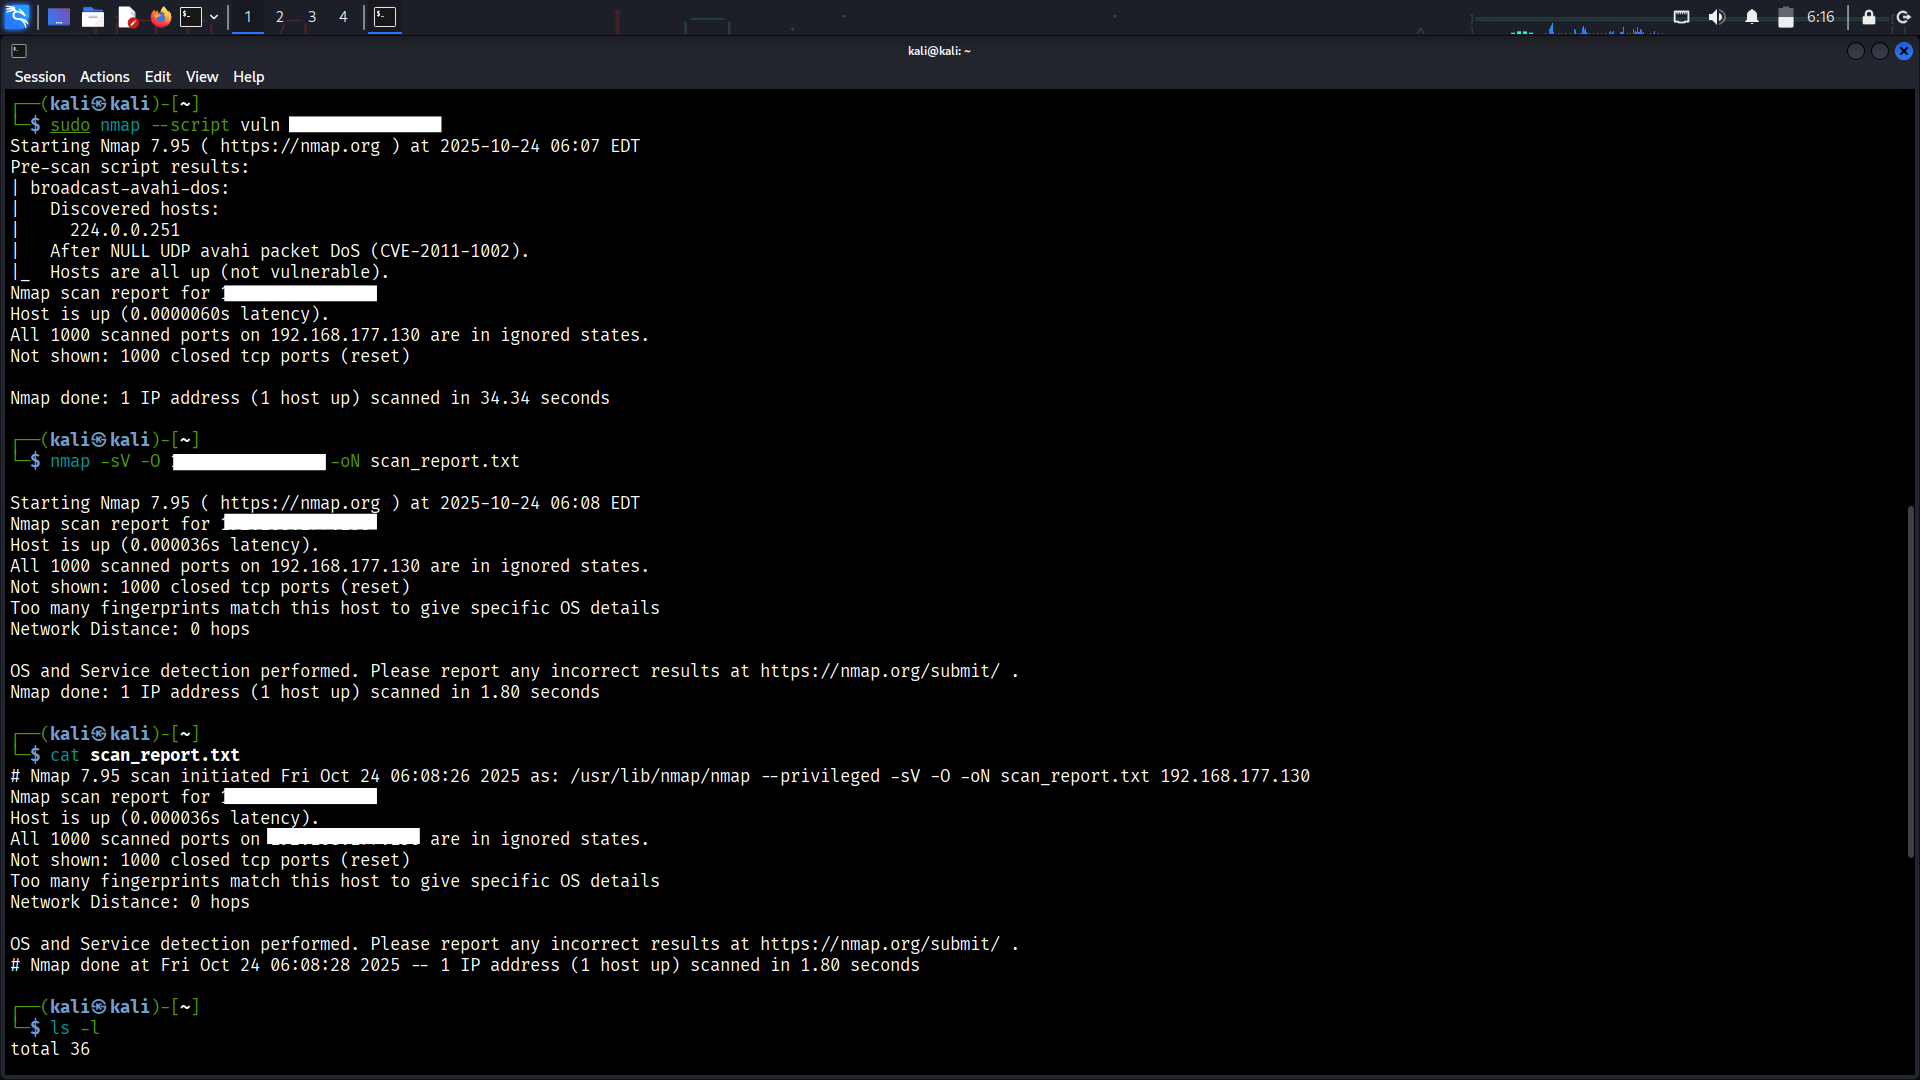 1 2 3 4
6:16
kali@kali: ~
Session Actions Edit View Help
┌──(kali㉿kali)-[~]
└─$ sudo nmap --script vuln
Starting Nmap 7.95 ( https://nmap.org ) at 2025-10-24 06:07 EDT
Pre-scan script results:
| broadcast-avahi-dos:
|   Discovered hosts:
|     224.0.0.251
|   After NULL UDP avahi packet DoS (CVE-2011-1002).
|_  Hosts are all up (not vulnerable).
Nmap scan report for
Host is up (0.0000060s latency).
All 1000 scanned ports on 192.168.177.130 are in ignored states.
Not shown: 1000 closed tcp ports (reset)
Nmap done: 1 IP address (1 host up) scanned in 34.34 seconds
┌──(kali㉿kali)-[~]
└─$ nmap -sV -O -oN scan_report.txt
Starting Nmap 7.95 ( https://nmap.org ) at 2025-10-24 06:08 EDT
Nmap scan report for
Host is up (0.000036s latency).
All 1000 scanned ports on 192.168.177.130 are in ignored states.
Not shown: 1000 closed tcp ports (reset)
Too many fingerprints match this host to give specific OS details
Network Distance: 0 hops
OS and Service detection performed. Please report any incorrect results at https://nmap.org/submit/ .
Nmap done: 1 IP address (1 host up) scanned in 1.80 seconds
┌──(kali㉿kali)-[~]
└─$ cat scan_report.txt
# Nmap 7.95 scan initiated Fri Oct 24 06:08:26 2025 as: /usr/lib/nmap/nmap --privileged -sV -O -oN scan_report.txt 192.168.177.130
Nmap scan report for
Host is up (0.000036s latency).
All 1000 scanned ports on are in ignored states.
Not shown: 1000 closed tcp ports (reset)
Too many fingerprints match this host to give specific OS details
Network Distance: 0 hops
OS and Service detection performed. Please report any incorrect results at https://nmap.org/submit/ .
# Nmap done at Fri Oct 24 06:08:28 2025 -- 1 IP address (1 host up) scanned in 1.80 seconds
┌──(kali㉿kali)-[~]
└─$ ls -l
total 36